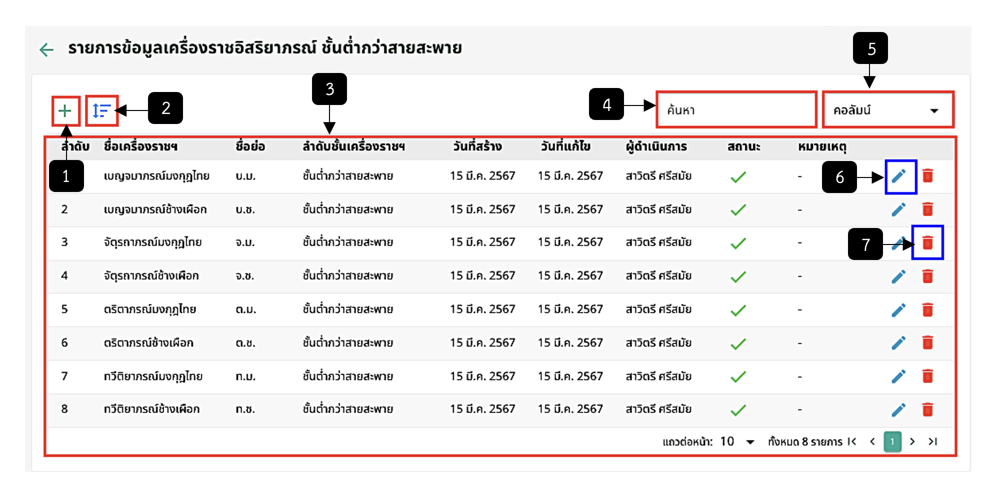 รายการข้อมูลเครื่องราชอิสริยาภรณ์ ชั้นต่ำกว่าสายสะพาย
5
3
2
4
ค้นหา
คอลัมน์
ลำดับ ชื่อเครื่องราชฯ ชื่อย่อ ลำดับชั้นเครื่องราชฯ วันที่สร้าง วันที่แก้ไข ผู้ดำเนินการ สถานะ หมายเหตุ
1 เบญจมาภรณ์มงกุฎไทย บ.ม. ชั้นต่ำกว่าสายสะพาย 15 มี.ค. 2567 15 มี.ค. 2567 สาวิตรี ศรีสมัย - 6
2 เบญจมาภรณ์ช้างเผือก บ.ช. ชั้นต่ำกว่าสายสะพาย 15 มี.ค. 2567 15 มี.ค. 2567 สาวิตรี ศรีสมัย -
3 จัตุรถาภรณ์มงกุฎไทย จ.ม. ชั้นต่ำกว่าสายสะพาย 15 มี.ค. 2567 15 มี.ค. 2567 สาวิตรี ศรีสมัย - 7
4 จัตุรถาภรณ์ช้างเผือก จ.ช. ชั้นต่ำกว่าสายสะพาย 15 มี.ค. 2567 15 มี.ค. 2567 สาวิตรี ศรีสมัย -
5 ตริตาภรณ์มงกุฎไทย ต.ม. ชั้นต่ำกว่าสายสะพาย 15 มี.ค. 2567 15 มี.ค. 2567 สาวิตรี ศรีสมัย -
6 ตริตาภรณ์ช้างเผือก ต.ช. ชั้นต่ำกว่าสายสะพาย 15 มี.ค. 2567 15 มี.ค. 2567 สาวิตรี ศรีสมัย -
7 ทวีติยาภรณ์มงกุฎไทย ท.ม. ชั้นต่ำกว่าสายสะพาย 15 มี.ค. 2567 15 มี.ค. 2567 สาวิตรี ศรีสมัย -
8 ทวีติยาภรณ์ช้างเผือก ท.ช. ชั้นต่ำกว่าสายสะพาย 15 มี.ค. 2567 15 มี.ค. 2567 สาวิตรี ศรีสมัย -
แถวต่อหน้า: 10 ทั้งหมด 8 รายการ 1